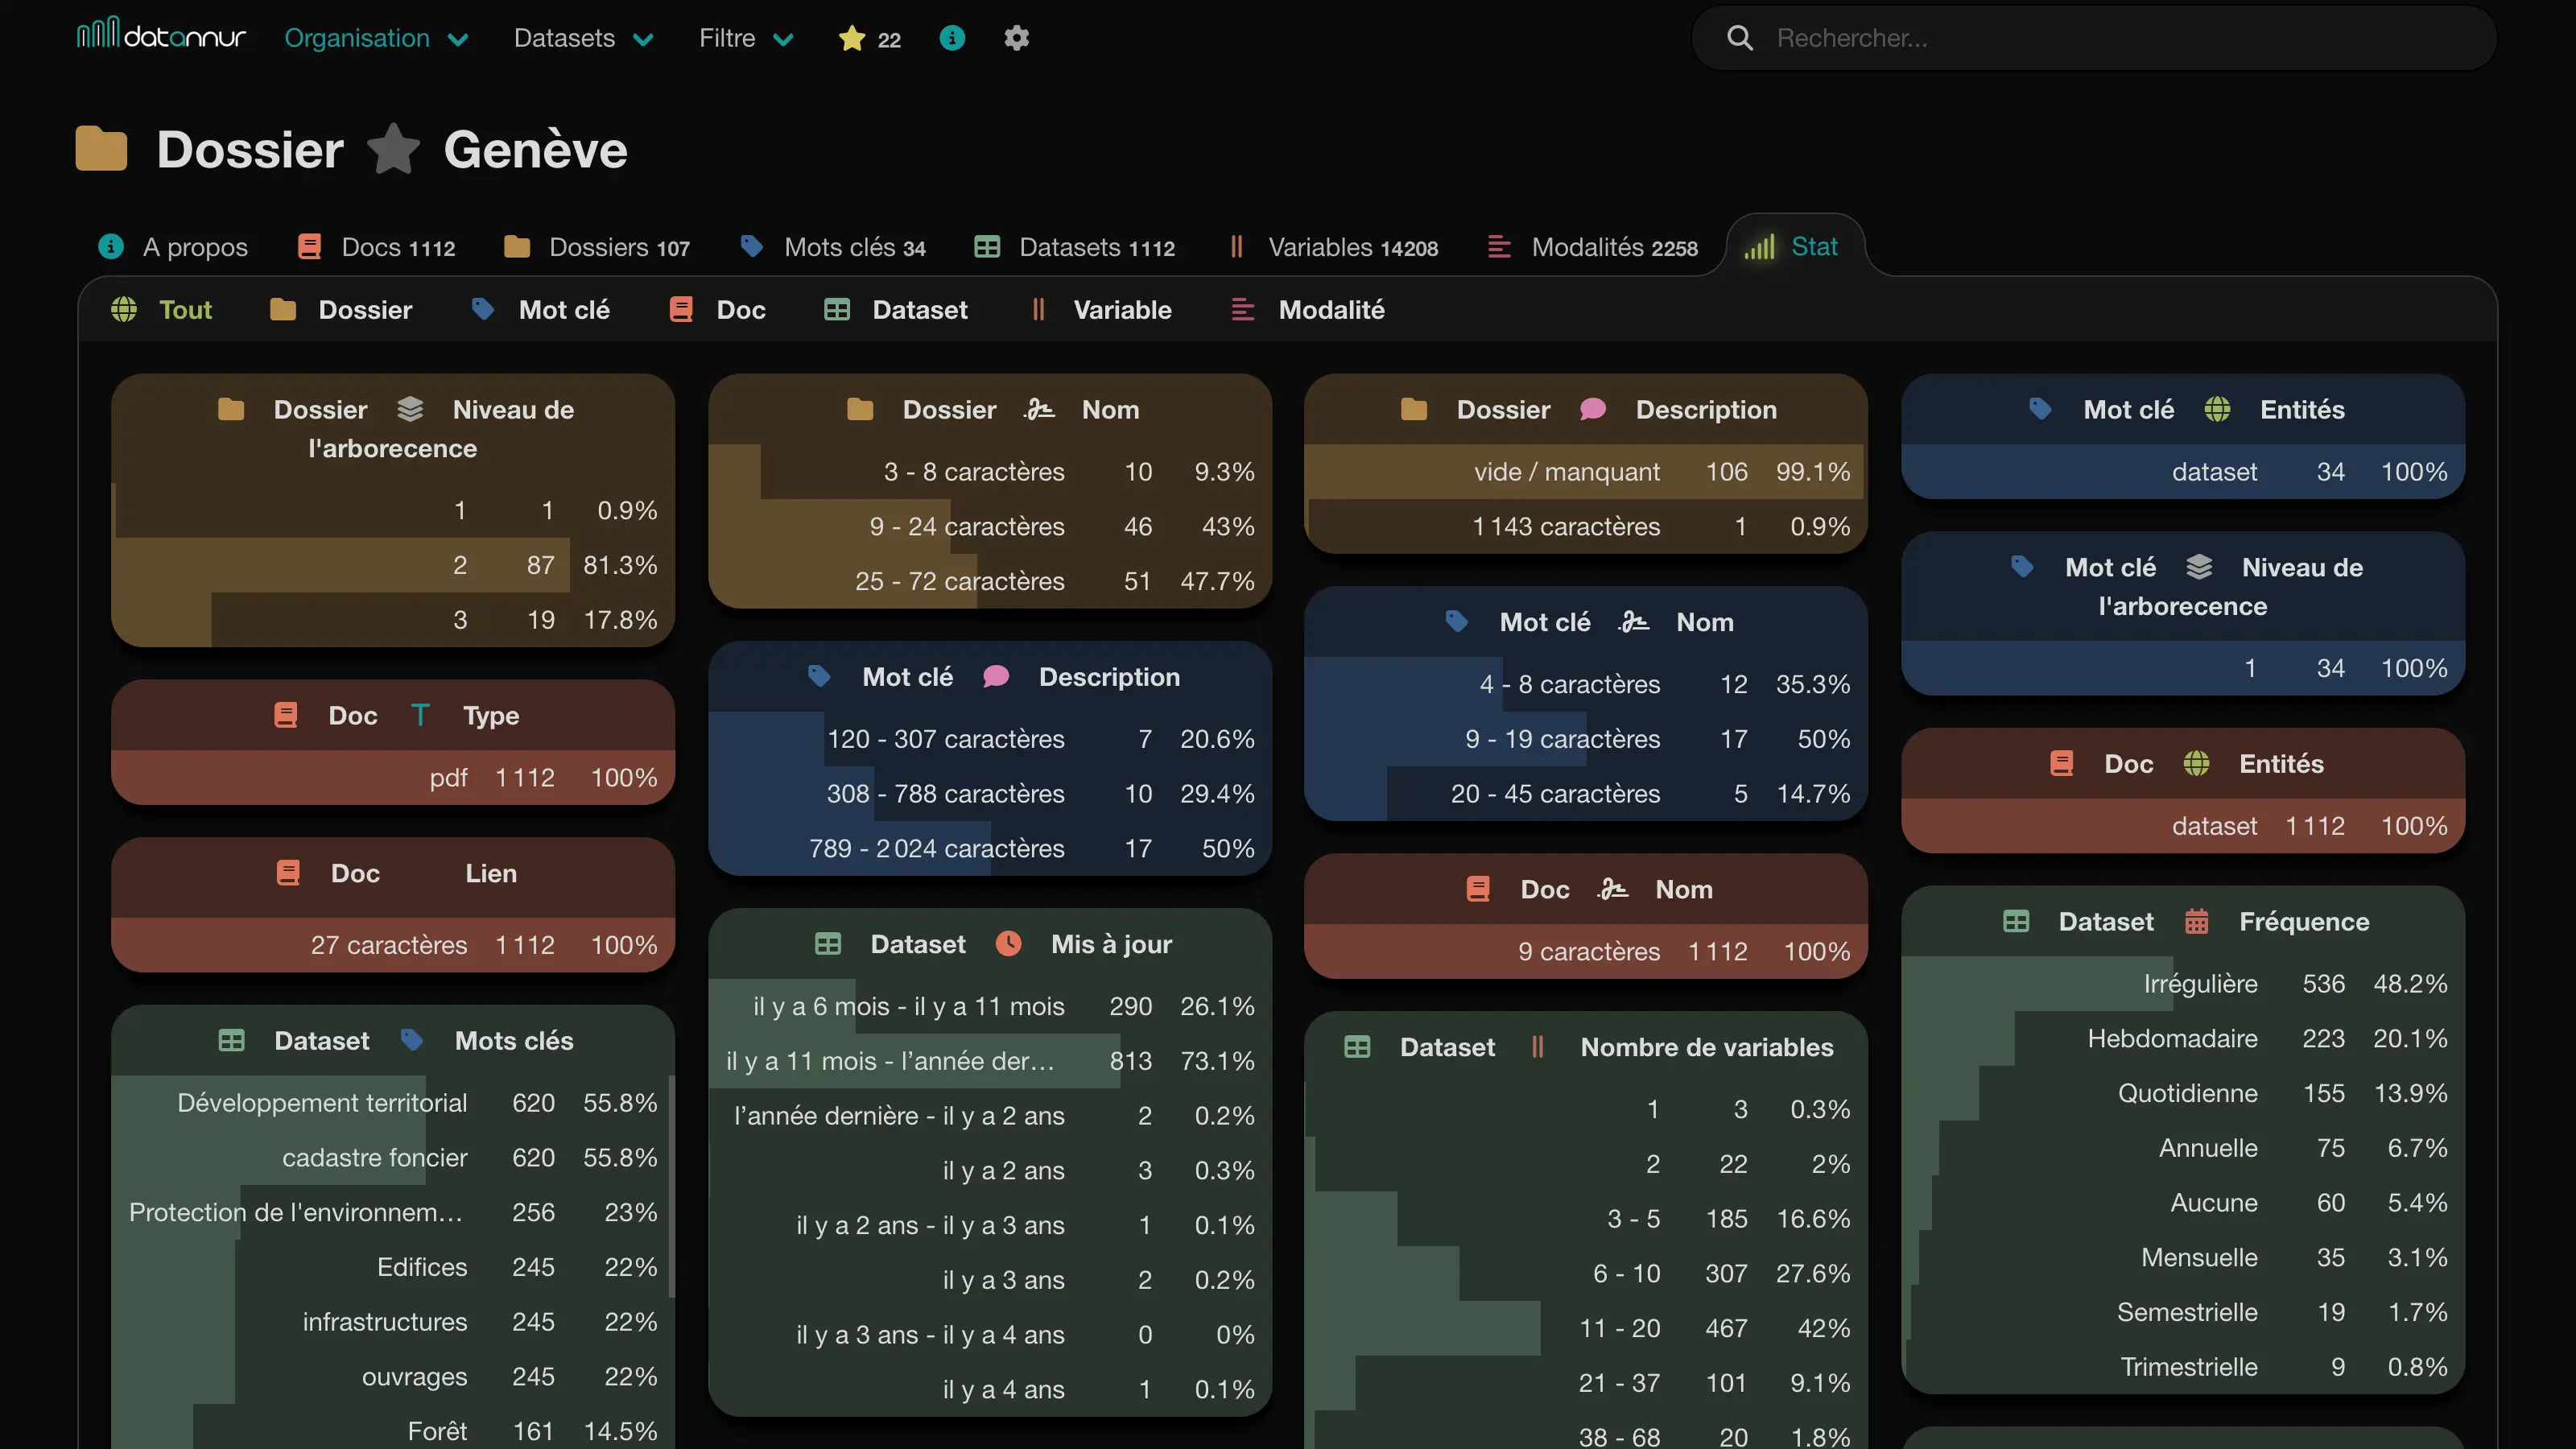 datannur Organisation Datasets Filtre 22 Rechercher...
Dossier Genève
A propos Docs 1112 Dossiers 107 Mots clés 34 Datasets 1112 Variables 14208 Modalités 2258 Stat
Tout Dossier Mot clé Doc Dataset Variable Modalité
Dossier Niveau de
l'arborecence
1 1 0.9%
2 87 81.3%
3 19 17.8%
Doc Type
pdf 1 112 100%
Doc Lien
27 caractères 1 112 100%
Dataset Mots clés
Développement territorial 620 55.8%
cadastre foncier 620 55.8%
Protection de l'environnem… 256 23%
Edifices 245 22%
infrastructures 245 22%
ouvrages 245 22%
Forêt 161 14.5%
Dossier Nom
3 - 8 caractères 10 9.3%
9 - 24 caractères 46 43%
25 - 72 caractères 51 47.7%
Mot clé Description
120 - 307 caractères 7 20.6%
308 - 788 caractères 10 29.4%
789 - 2 024 caractères 17 50%
Dataset Mis à jour
il y a 6 mois - il y a 11 mois 290 26.1%
il y a 11 mois - l’année der… 813 73.1%
l’année dernière - il y a 2 ans 2 0.2%
il y a 2 ans 3 0.3%
il y a 2 ans - il y a 3 ans 1 0.1%
il y a 3 ans 2 0.2%
il y a 3 ans - il y a 4 ans 0 0%
il y a 4 ans 1 0.1%
Dossier Description
vide / manquant 106 99.1%
1 143 caractères 1 0.9%
Mot clé Nom
4 - 8 caractères 12 35.3%
9 - 19 caractères 17 50%
20 - 45 caractères 5 14.7%
Doc Nom
9 caractères 1 112 100%
Dataset Nombre de variables
1 3 0.3%
2 22 2%
3 - 5 185 16.6%
6 - 10 307 27.6%
11 - 20 467 42%
21 - 37 101 9.1%
38 - 68 20 1.8%
Mot clé Entités
dataset 34 100%
Mot clé Niveau de
l'arborecence
1 34 100%
Doc Entités
dataset 1 112 100%
Dataset Fréquence
Irrégulière 536 48.2%
Hebdomadaire 223 20.1%
Quotidienne 155 13.9%
Annuelle 75 6.7%
Aucune 60 5.4%
Mensuelle 35 3.1%
Semestrielle 19 1.7%
Trimestrielle 9 0.8%